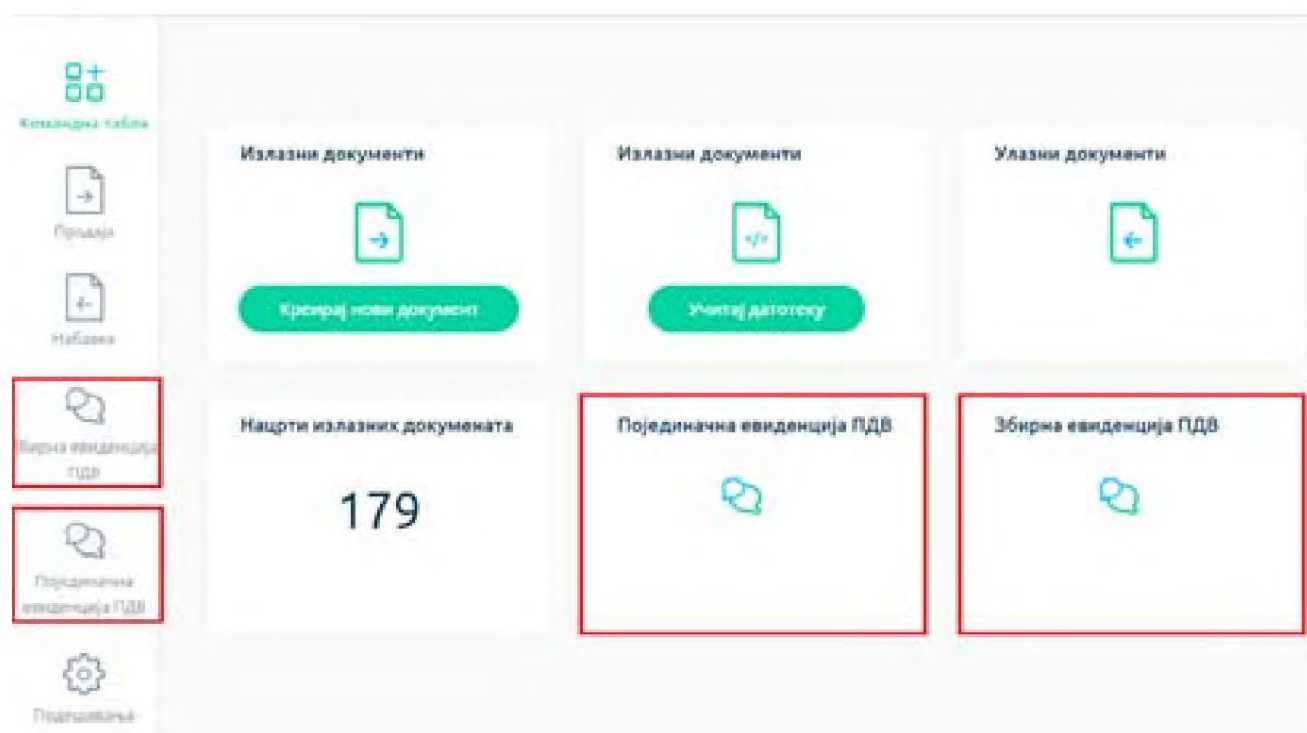 Командна табла
Продаја
Набавка
Збирна евиденција
ПДВ
Појединачна
евиденција ПДВ
Подешавања
Излазни документи
Креирај нови документ
Излазни документи
</>
Учитај датотеку
Улазни документи
Нацрти излазних докумената
179
Појединачна евиденција ПДВ
Збирна евиденција ПДВ